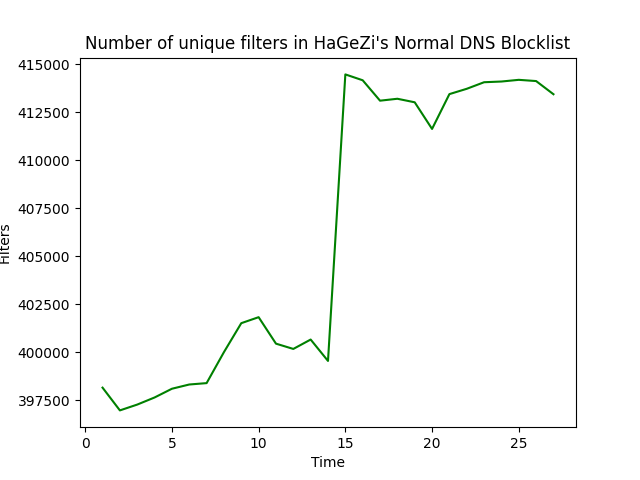 Number of unique filters in HaGeZi's Normal DNS Blocklist
415000
412500
410000
407500
405000
402500
400000
397500
Filters
0 5 10 15 20 25
Time